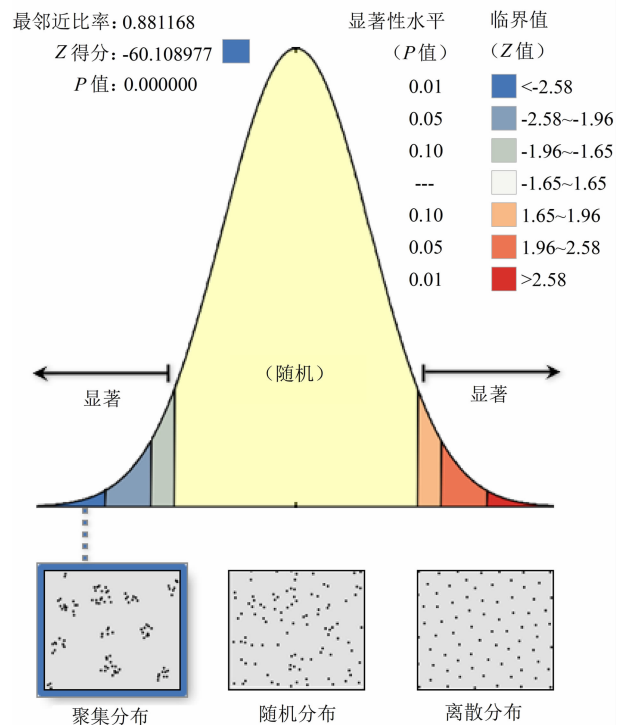 最邻近比率: 0.881168
Z得分: -60.108977
P值: 0.000000
显著性水平 临界值
(P值) (Z值)
0.01 <-2.58
0.05 -2.58~-1.96
0.10 -1.96~-1.65
--- -1.65~1.65
0.10 1.65~1.96
0.05 1.96~2.58
0.01 >2.58
(随机)
显著 显著
聚集分布 随机分布 离散分布